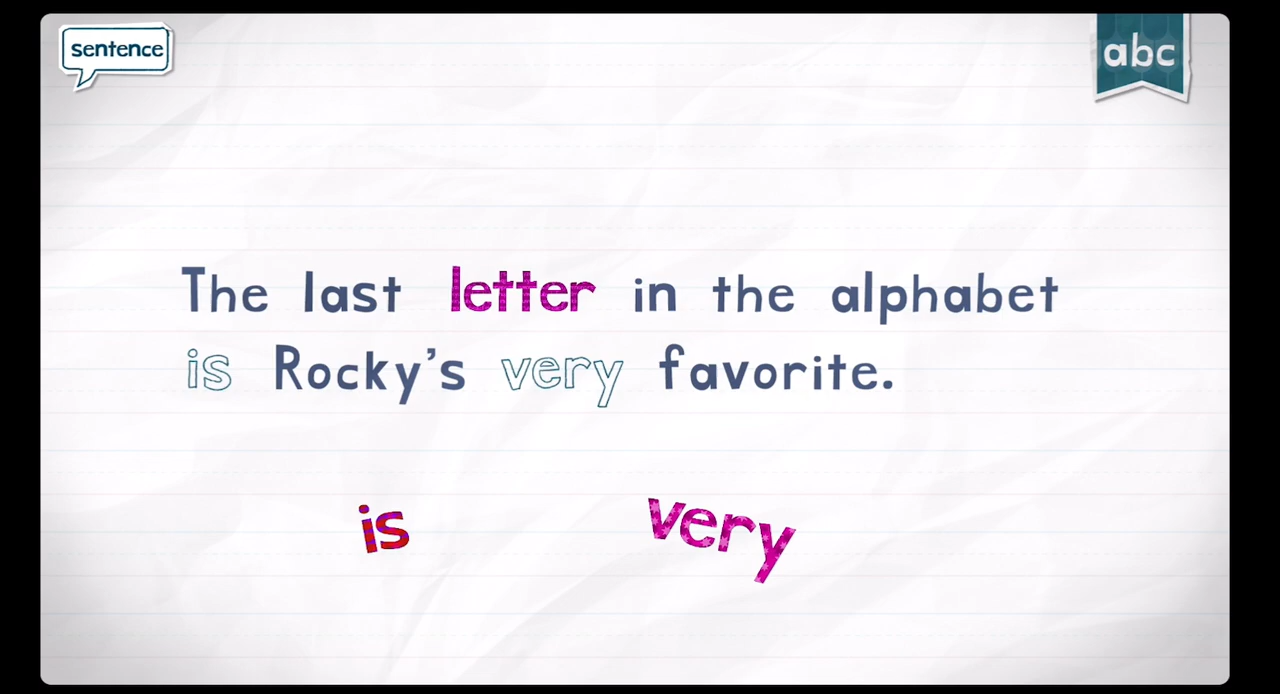 sentence
abc
The last letter in the alphabet
is Rocky's very favorite.
is very